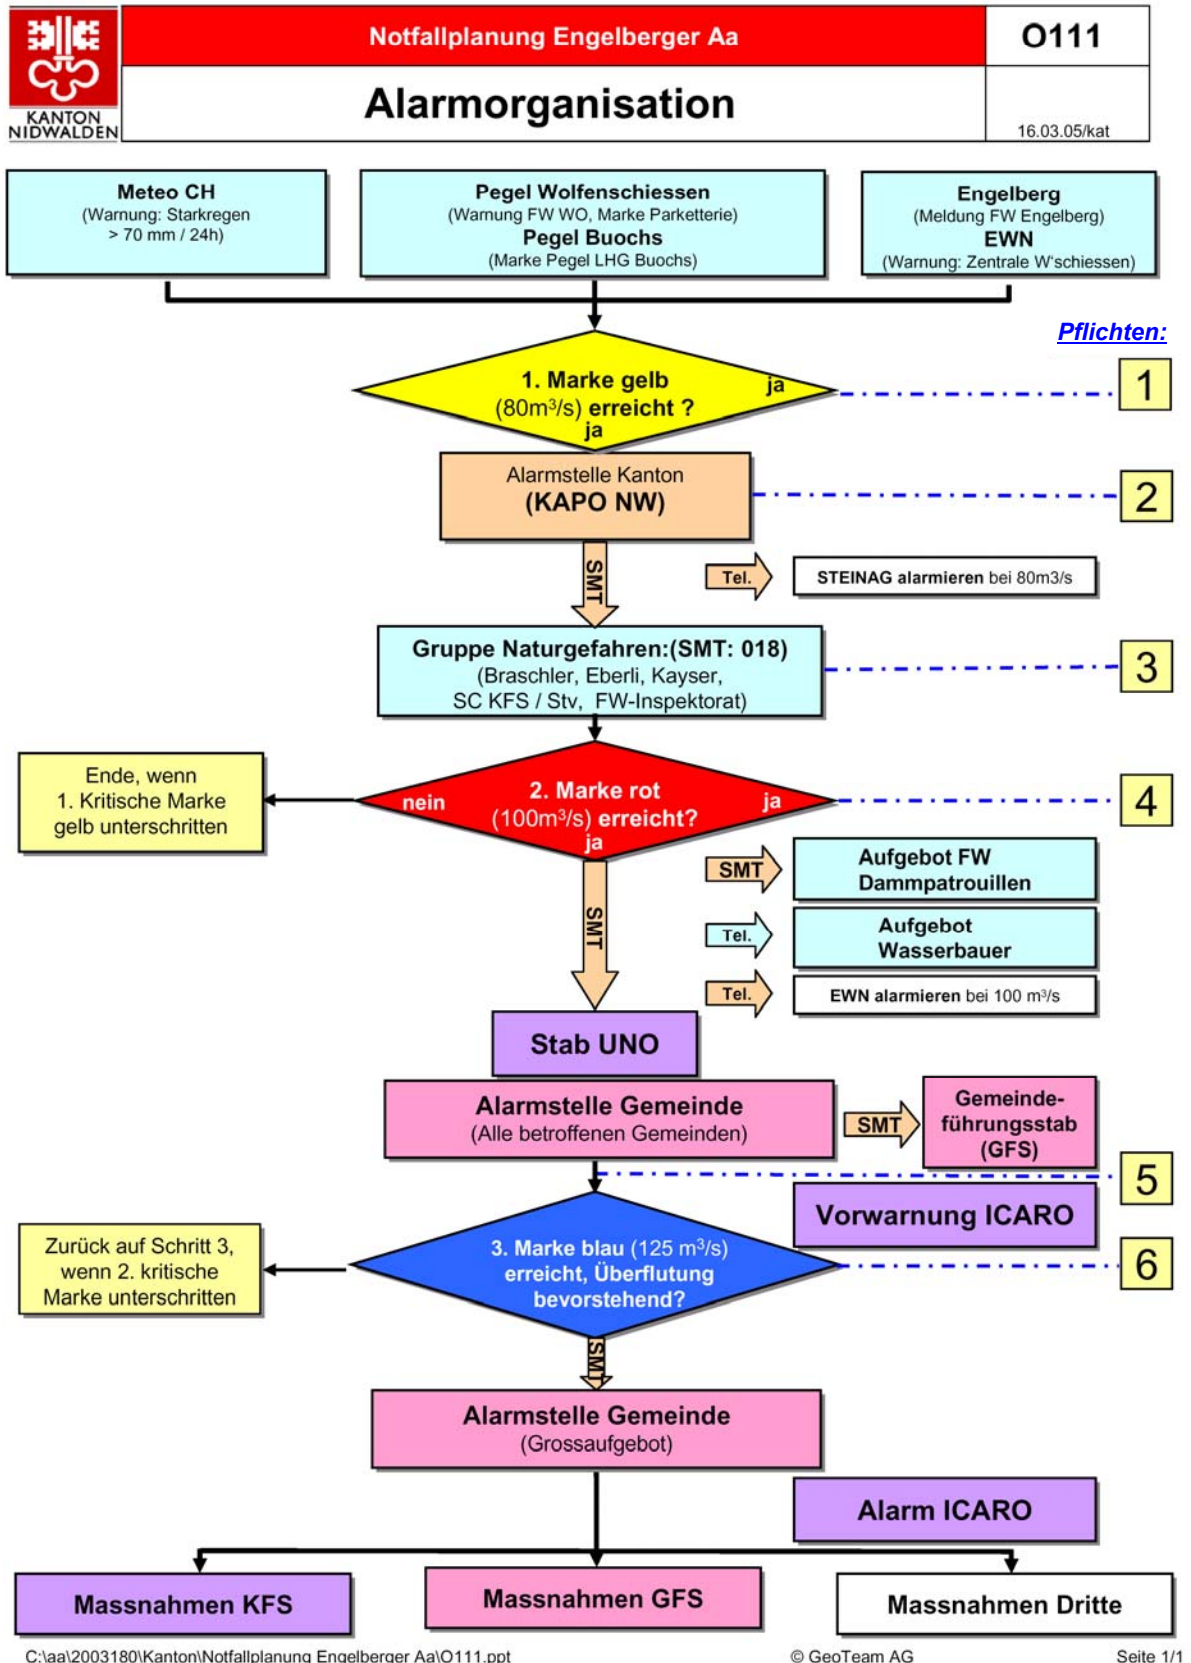 KANTON
NIDWALDEN
Notfallplanung Engelberger Aa
O111
Alarmorganisation
16.03.05/kat
Meteo CH
(Warnung: Starkregen
> 70 mm / 24h)
Pegel Wolfenschiessen
(Warnung FW WO, Marke Parketterie)
Pegel Buochs
(Marke Pegel LHG Buochs)
Engelberg
(Meldung FW Engelberg)
EWN
(Warnung: Zentrale W'schiessen)
Pflichten:
1. Marke gelb
(80m³/s) erreicht ?
ja
ja
1
Alarmstelle Kanton
(KAPO NW)
2
SMT
Tel.
STEINAG alarmieren bei 80m3/s
Gruppe Naturgefahren:(SMT: 018)
(Braschler, Eberli, Kayser,
SC KFS / Stv, FW-Inspektorat)
3
Ende, wenn
1. Kritische Marke
gelb unterschritten
nein
2. Marke rot
(100m³/s) erreicht?
ja
ja
4
SMT
SMT
Aufgebot FW
Dammpatrouillen
Tel.
Aufgebot
Wasserbauer
Tel.
EWN alarmieren bei 100 m³/s
Stab UNO
Alarmstelle Gemeinde
(Alle betroffenen Gemeinden)
SMT
Gemeinde-
führungsstab
(GFS)
5
Vorwarnung ICARO
Zurück auf Schritt 3,
wenn 2. kritische
Marke unterschritten
3. Marke blau (125 m³/s)
erreicht, Überflutung
bevorstehend?
6
SMT
Alarmstelle Gemeinde
(Grossaufgebot)
Alarm ICARO
Massnahmen KFS
Massnahmen GFS
Massnahmen Dritte
C:\aa\2003180\Kanton\Notfallplanung Engelberger Aa\O111.ppt
© GeoTeam AG
Seite 1/1